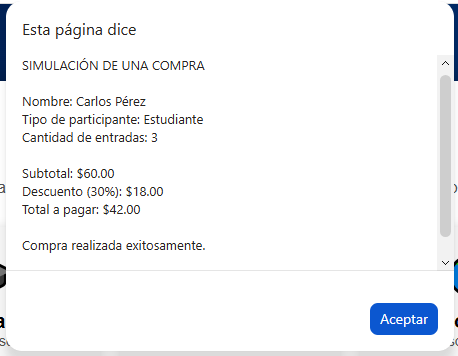 Esta página dice
SIMULACIÓN DE UNA COMPRA
Nombre: Carlos Pérez
Tipo de participante: Estudiante
Cantidad de entradas: 3
Subtotal: $60.00
Descuento (30%): $18.00
Total a pagar: $42.00
Compra realizada exitosamente.
Aceptar